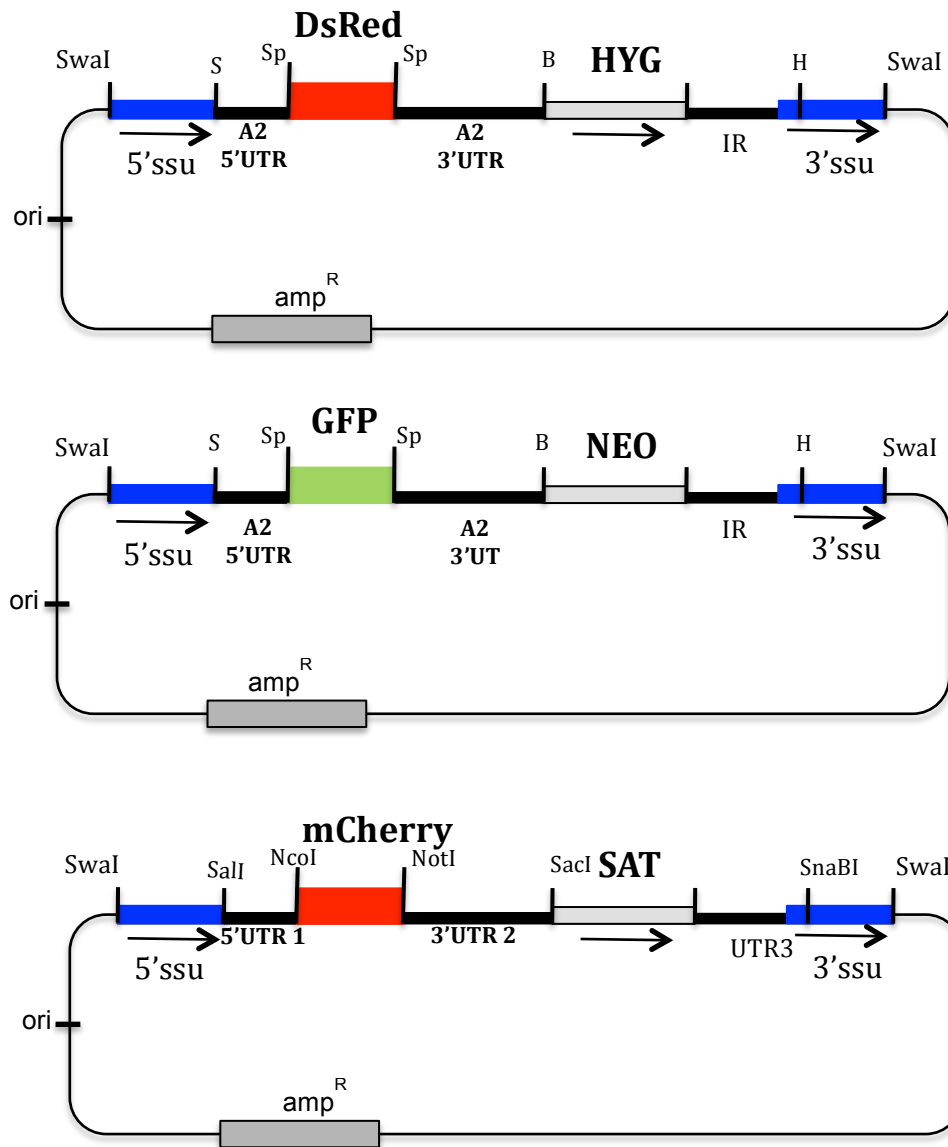 DsRed
SwaI S Sp Sp B HYG H SwaI
A2
5'UTR
A2
3'UTR
5'ssu
IR
3'ssu
ori
amp R
GFP
SwaI S Sp Sp B NEO H SwaI
A2
5'UTR
A2
3'UT
5'ssu
IR
3'ssu
ori
amp R
mCherry
SwaI SalI NcoI NotI SacI SAT SnaBI SwaI
5'UTR 1
3'UTR 2
5'ssu
UTR3
3'ssu
ori
amp R